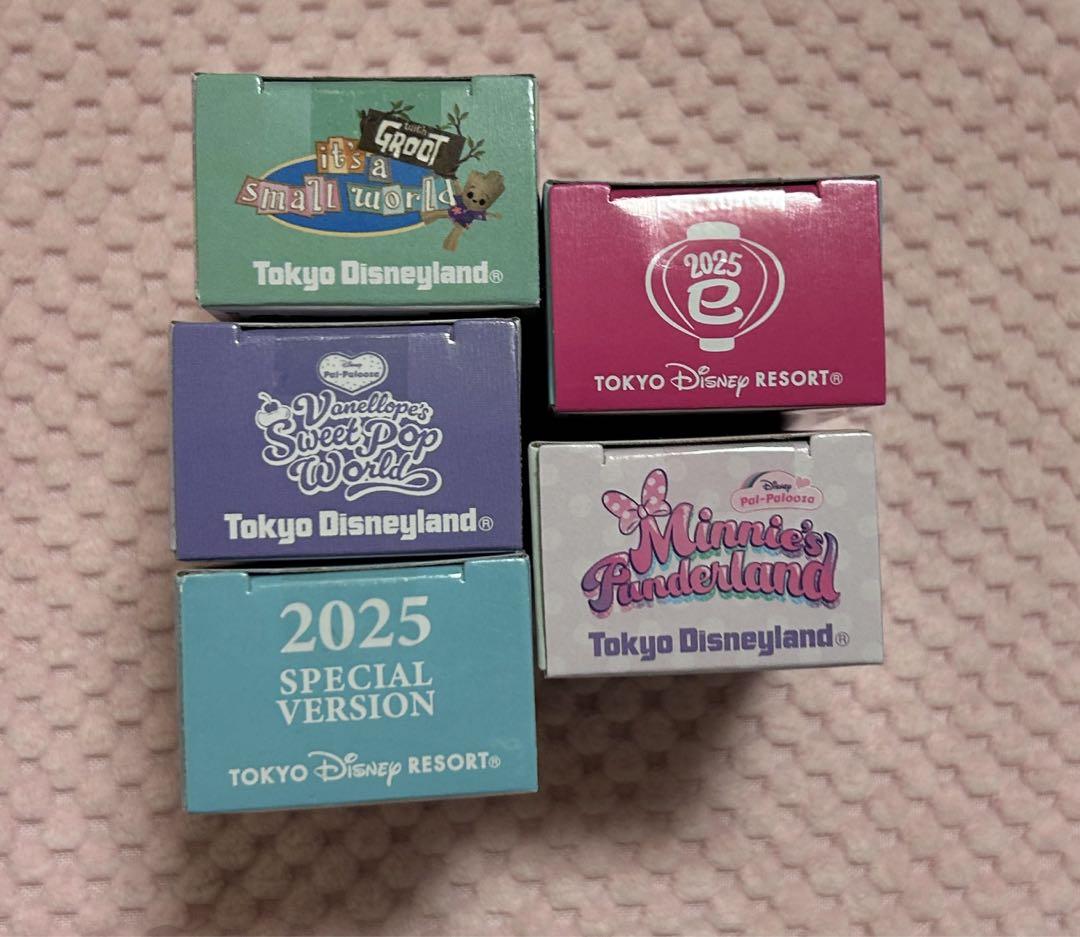 with
GROOT
it's a
small world
Tokyo Disneyland®
2025
e
TOKYO Disney RESORT®
Disney
Pal-Palooza
Vanellope's
Sweet Pop
World
Tokyo Disneyland®
Disney
Pal-Palooza
Minnie's
Funderland
Tokyo Disneyland®
2025
SPECIAL
VERSION
TOKYO Disney RESORT®